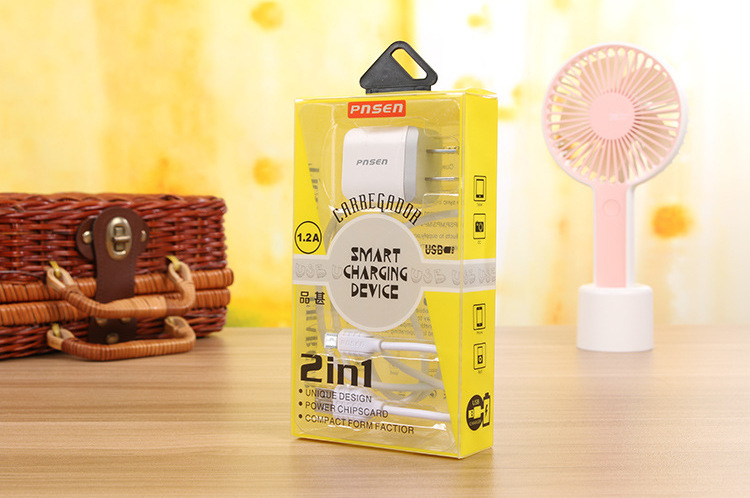 PNSEN
PNSEN
CARREGADOR
1.2A
USB
SMART
CHARGING
DEVICE
品甚
2in1
• UNIQUE DESIGN
• POWER CHIPSCARD
• COMPACT FORM FACTIOR
USB